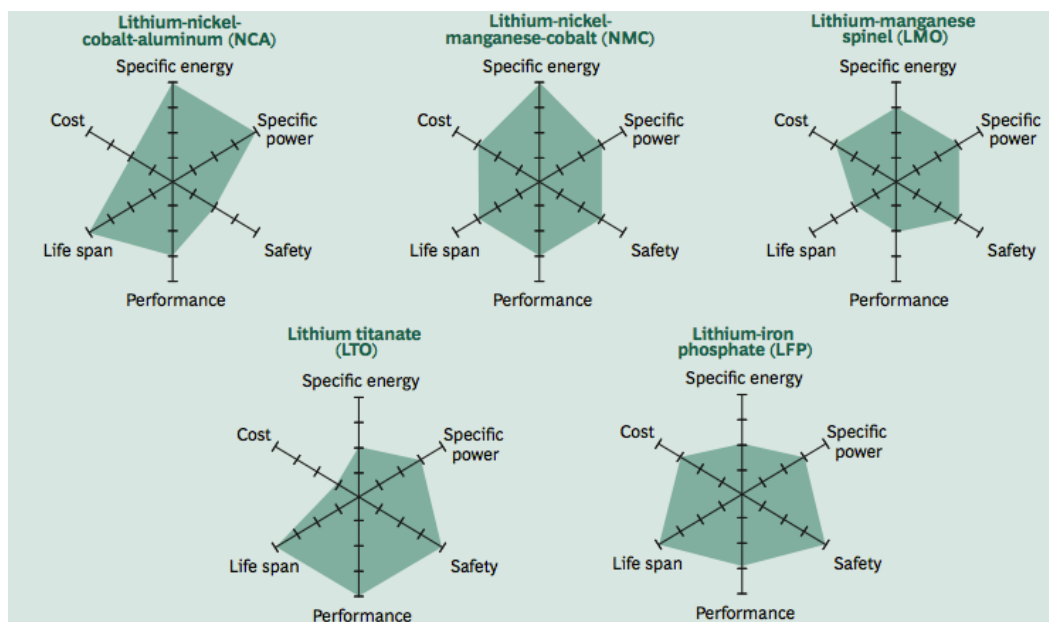 Lithium-nickel-
cobalt-aluminum (NCA)
Specific energy
Cost
Specific
power
Life span
Safety
Performance
Lithium-nickel-
manganese-cobalt (NMC)
Specific energy
Cost
Specific
power
Life span
Safety
Performance
Lithium-manganese
spinel (LMO)
Specific energy
Cost
Specific
power
Life span
Safety
Performance
Lithium titanate
(LTO)
Specific energy
Cost
Specific
power
Life span
Safety
Performance
Lithium-iron
phosphate (LFP)
Specific energy
Cost
Specific
power
Life span
Safety
Performance